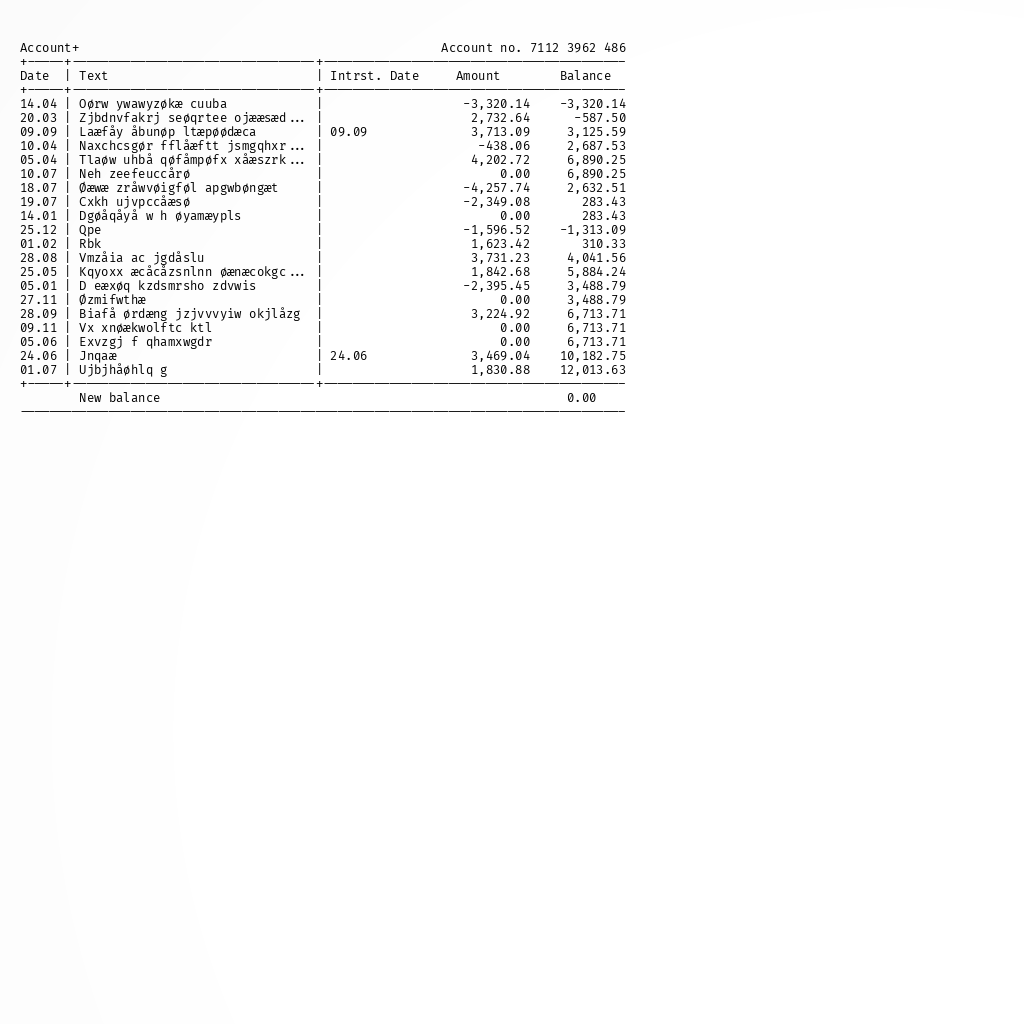 Account+ Account no. 7112 3962 486
Date | Text | Intrst. Date Amount Balance
14.04 | Oørw ywawyzøkæ cuuba | -3,320.14 -3,320.14
20.03 | Zjbdnvfakrj seøqrtee ojææsæd... | 2,732.64 -587.50
09.09 | Laæfåy åbunøp ltæpøødæca | 09.09 3,713.09 3,125.59
10.04 | Naxchcsgør fflåæftt jsmgqhxr... | -438.06 2,687.53
05.04 | Tlaøw uhbå qøfåmpøfx xåæszrk... | 4,202.72 6,890.25
10.07 | Neh zeefeuccårø | 0.00 6,890.25
18.07 | Øæwæ zråwvøigføl apgwbøngæt | -4,257.74 2,632.51
19.07 | Cxkh ujvpccåæsø | -2,349.08 283.43
14.01 | Dgøåqåyå w h øyamæypls | 0.00 283.43
25.12 | Qpe | -1,596.52 -1,313.09
01.02 | Rbk | 1,623.42 310.33
28.08 | Vmzåia ac jgdåslu | 3,731.23 4,041.56
25.05 | Kqyoxx æcåcåzsnlnn øænæcokgc... | 1,842.68 5,884.24
05.01 | D eæxøq kzdsmrsho zdvwis | -2,395.45 3,488.79
27.11 | Øzmifwthæ | 0.00 3,488.79
28.09 | Biafå ørdæng jzjvvvyiw okjlåzg | 3,224.92 6,713.71
09.11 | Vx xnøækwolftc ktl | 0.00 6,713.71
05.06 | Exvzgj f qhamxwgdr | 0.00 6,713.71
24.06 | Jnqaæ | 24.06 3,469.04 10,182.75
01.07 | Ujbjhåøhlq g | 1,830.88 12,013.63
New balance 0.00